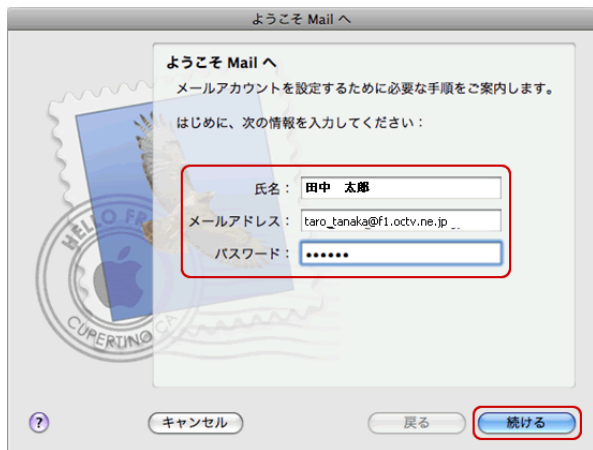 ようこそ Mail へ
ようこそ Mail へ
メールアカウントを設定するために必要な手順をご案内します。
はじめに、次の情報を入力してください：
氏名： 田中　太郎
メールアドレス： taro_tanaka@f1.octv.ne.jp
パスワード： ••••••
HELLO FR
CUPERTINO CA
? キャンセル 戻る 続ける